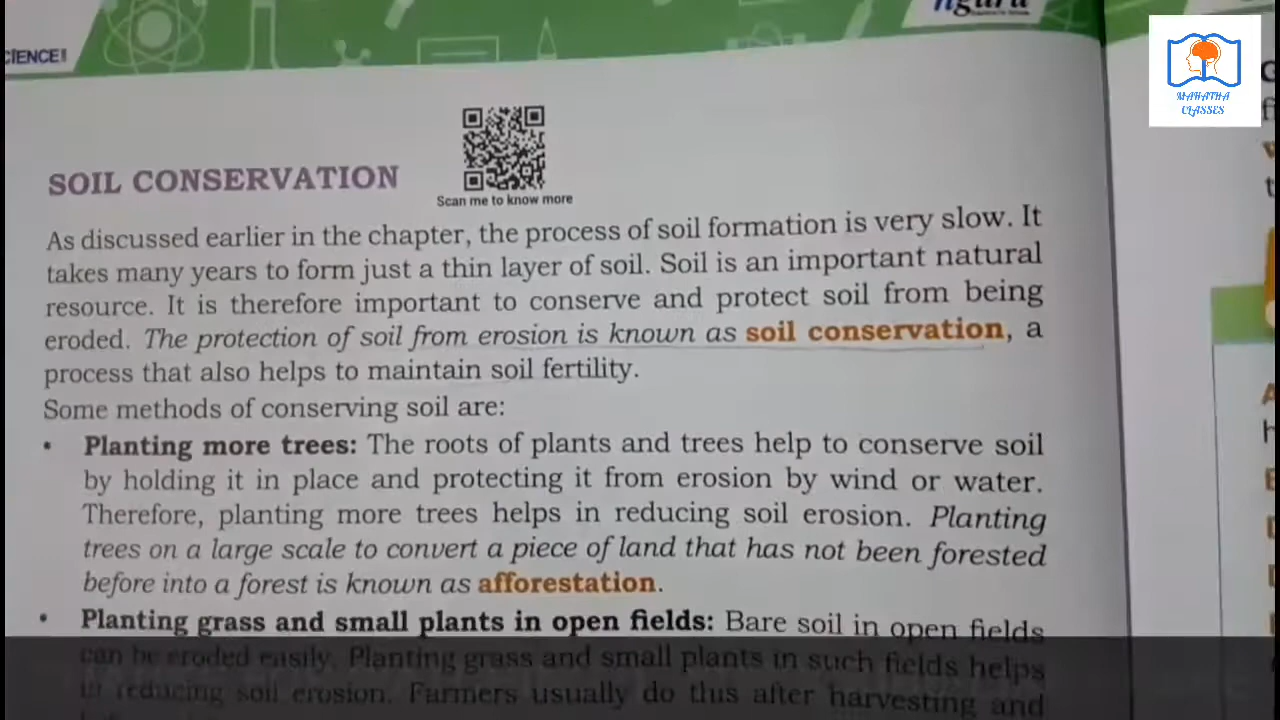 CIENCE
MAHATHA
CLASSES
SOIL CONSERVATION
Scan me to know more
As discussed earlier in the chapter, the process of soil formation is very slow. It
takes many years to form just a thin layer of soil. Soil is an important natural
resource. It is therefore important to conserve and protect soil from being
eroded. The protection of soil from erosion is known as soil conservation, a
process that also helps to maintain soil fertility.
Some methods of conserving soil are:
• Planting more trees: The roots of plants and trees help to conserve soil
by holding it in place and protecting it from erosion by wind or water.
Therefore, planting more trees helps in reducing soil erosion. Planting
trees on a large scale to convert a piece of land that has not been forested
before into a forest is known as afforestation.
• Planting grass and small plants in open fields: Bare soil in open fields
can be eroded easily. Planting grass and small plants in such fields helps
in reducing soil erosion. Farmers usually do this after harvesting and